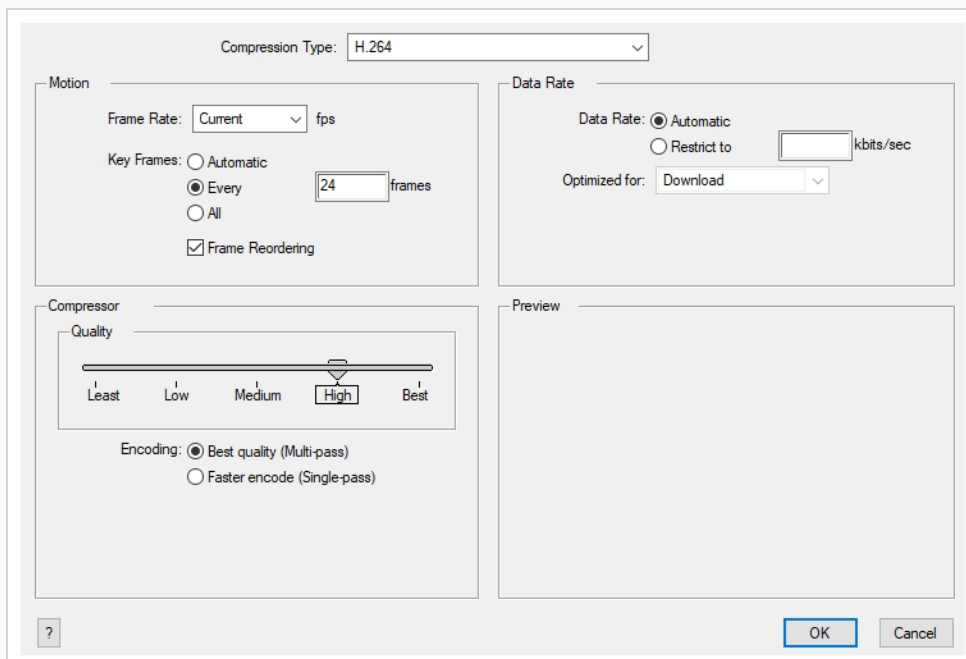 Compression Type: H.264
Motion
Frame Rate: Current fps
Key Frames: Automatic
Every 24 frames
All
Frame Reordering
Data Rate
Data Rate: Automatic
Restrict to kbits/sec
Optimized for: Download
Compressor
Quality
Least Low Medium High Best
Encoding: Best quality (Multi-pass)
Faster encode (Single-pass)
Preview
? OK Cancel